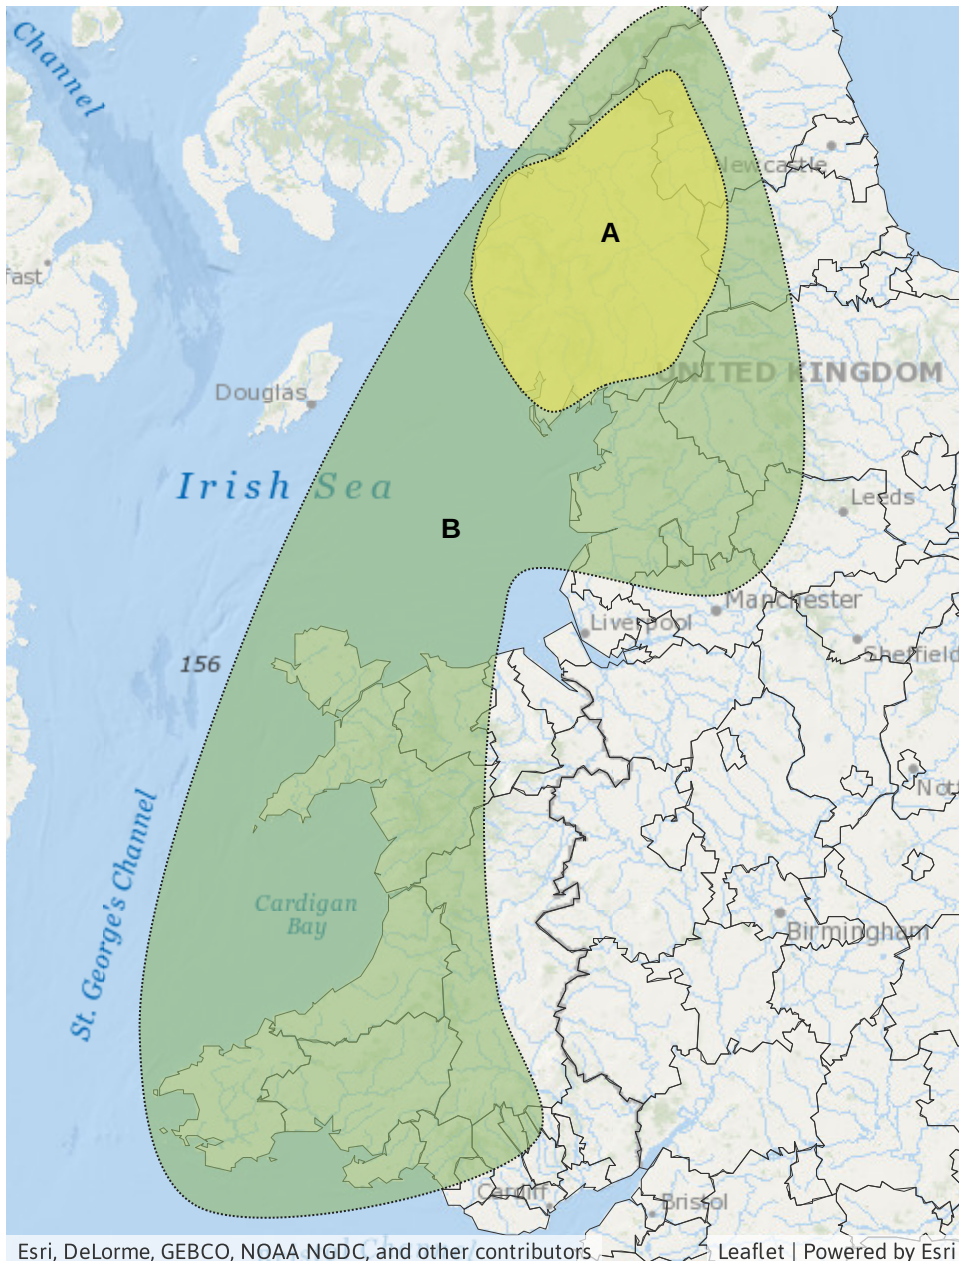 Channel
Newcastle
A
fast
UNITED KINGDOM
Douglas
Irish Sea
Leeds
B
Manchester
Liverpool
Sheffield
156
Nott
St. George's Channel
Cardigan
Bay
Birmingham
Cardiff
Bristol
Channel
Esri, DeLorme, GEBCO, NOAA NGDC, and other contributors
Leaflet | Powered by Esri